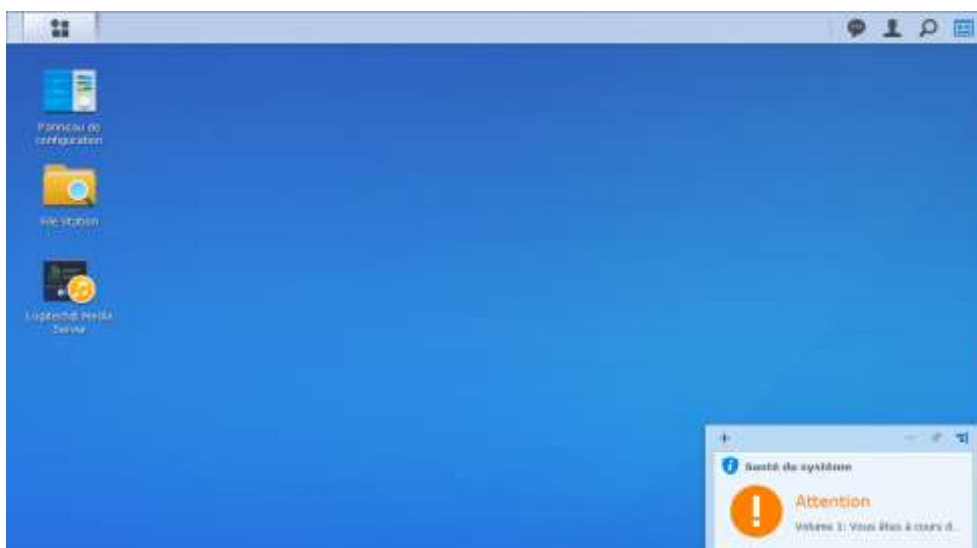 Panneau de
configuration
File Station
Logitech® Media
Server
Santé du système
Attention
Volume 1: Vous êtes à cours d...